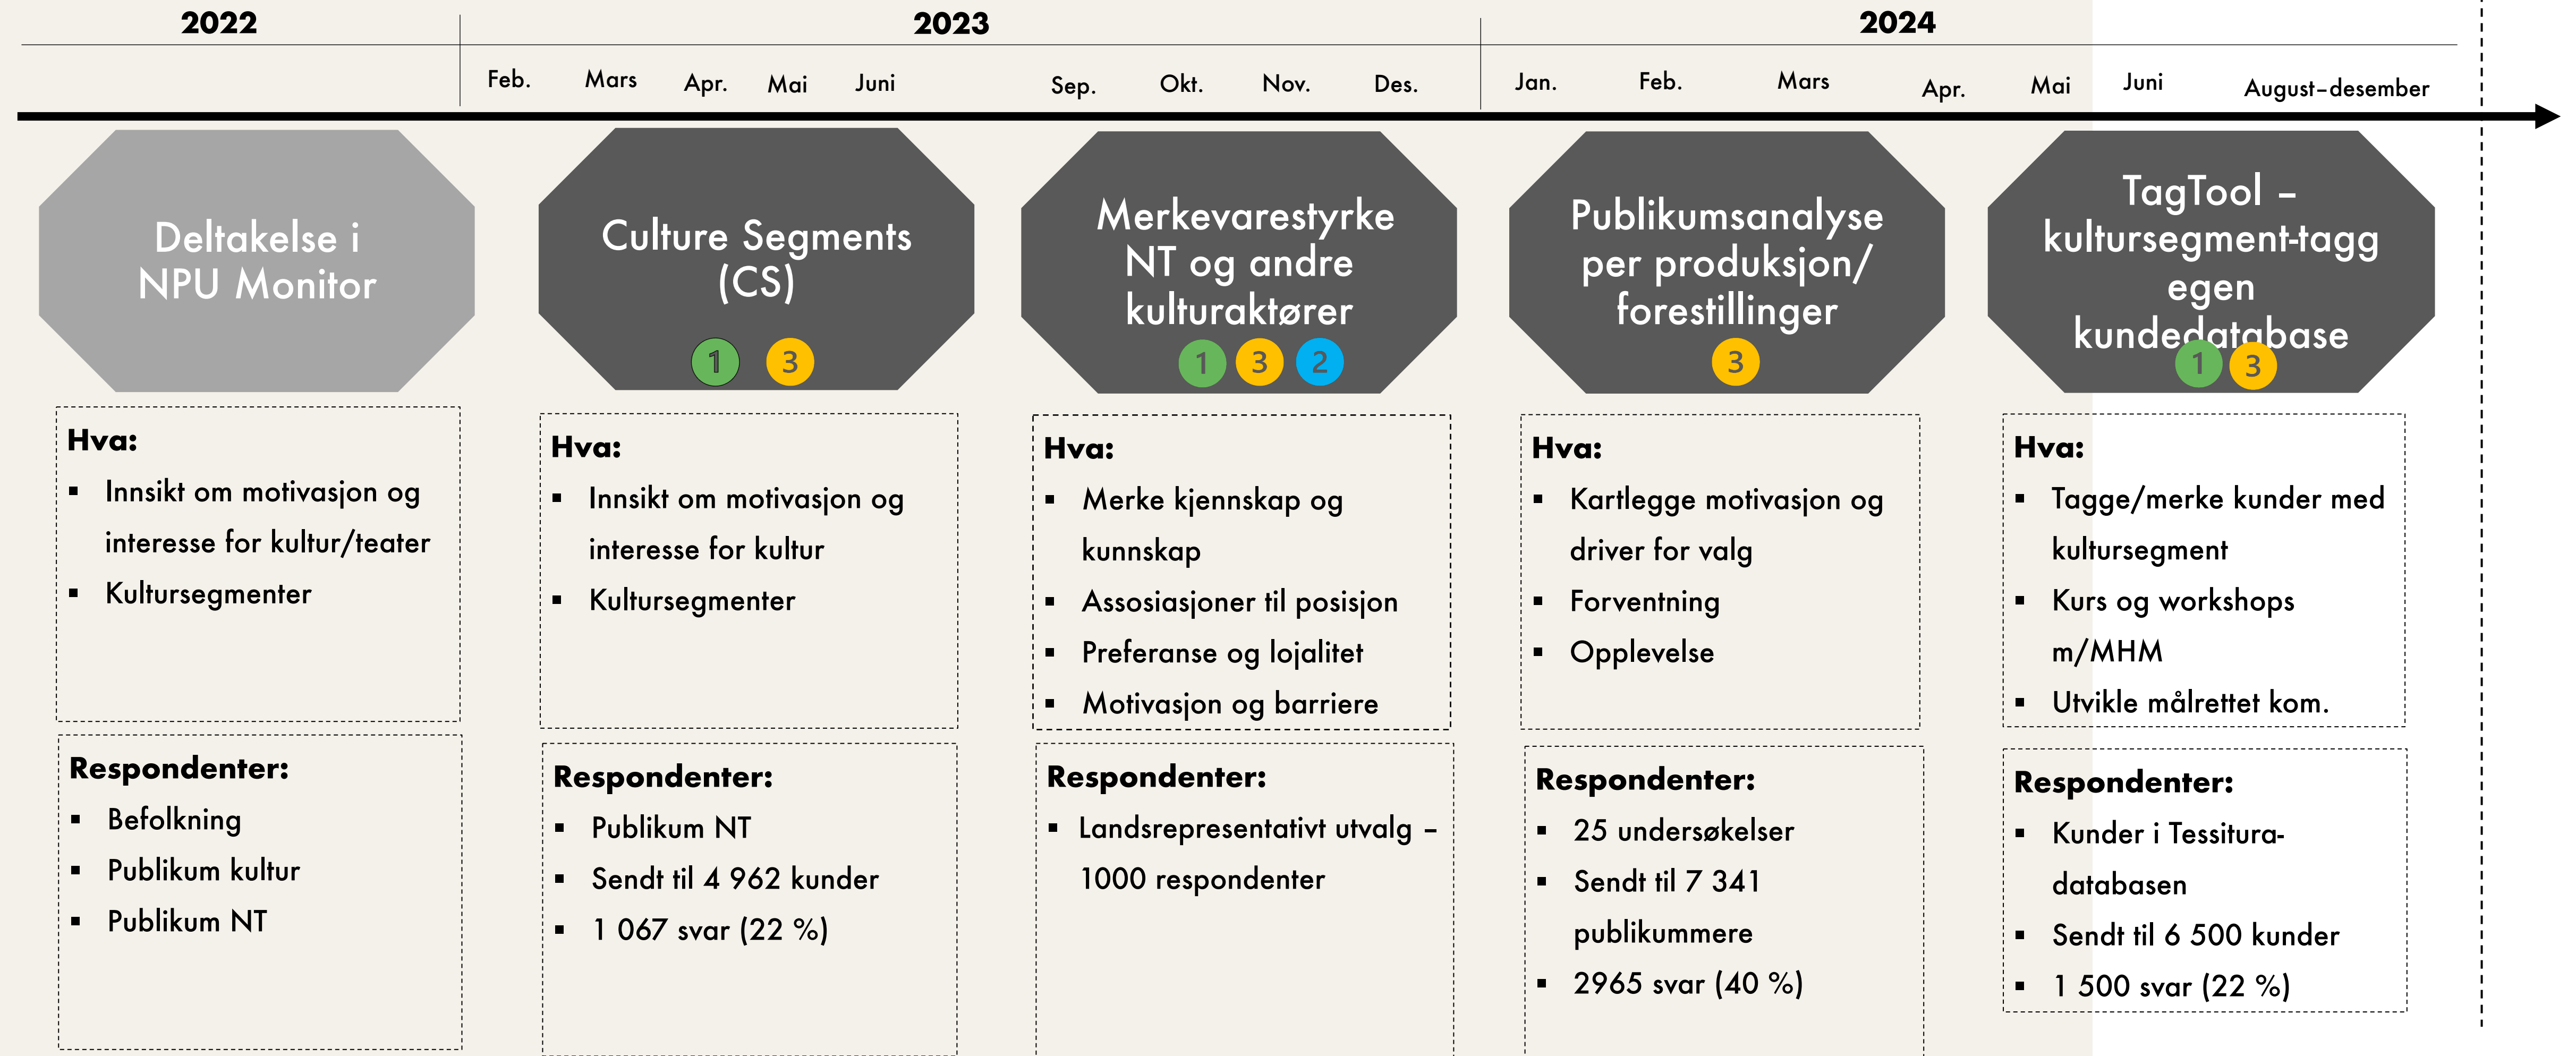 2022
2023
2024
Feb.
Mars
Apr.
Mai
Juni
Sep.
Okt.
Nov.
Des.
Jan.
Feb.
Mars
Apr.
Mai
Juni
August–desember
Deltakelse i
NPU Monitor
Hva:
▪ Innsikt om motivasjon og
interesse for kultur/teater
▪ Kultursegmenter
Respondenter:
▪ Befolkning
▪ Publikum kultur
▪ Publikum NT
Culture Segments
(CS)
1
3
Hva:
▪ Innsikt om motivasjon og
interesse for kultur
▪ Kultursegmenter
Respondenter:
▪ Publikum NT
▪ Sendt til 4 962 kunder
▪ 1 067 svar (22 %)
Merkevarestyrke
NT og andre
kulturaktører
1
3
2
Hva:
▪ Merke kjennskap og
kunnskap
▪ Assosiasjoner til posisjon
▪ Preferanse og lojalitet
▪ Motivasjon og barriere
Respondenter:
▪ Landsrepresentativt utvalg –
1000 respondenter
Publikumsanalyse
per produksjon/
forestillinger
3
Hva:
▪ Kartlegge motivasjon og
driver for valg
▪ Forventning
▪ Opplevelse
Respondenter:
▪ 25 undersøkelser
▪ Sendt til 7 341
publikummere
▪ 2965 svar (40 %)
TagTool –
kultursegment-tagg
egen
kundedatabase
1
3
Hva:
▪ Tagge/merke kunder med
kultursegment
▪ Kurs og workshops
m/MHM
▪ Utvikle målrettet kom.
Respondenter:
▪ Kunder i Tessitura-
databasen
▪ Sendt til 6 500 kunder
▪ 1 500 svar (22 %)